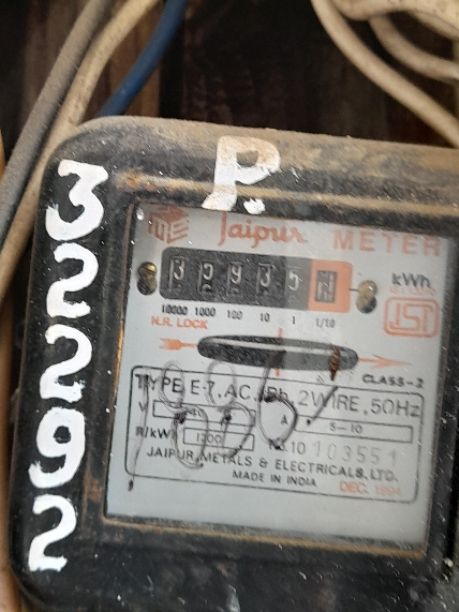 P.
32292
Jaipur METER
kWh
10000 1000 100 10 1 1/10
N.R. LOCK
ISI
CLASS-2
TYPE E-7, AC, 2WIRE, 50Hz
V A 5-10
R/kWh 1200 No.10 103551
JAIPUR METALS & ELECTRICALS, LTD.
MADE IN INDIA DEC. 1994